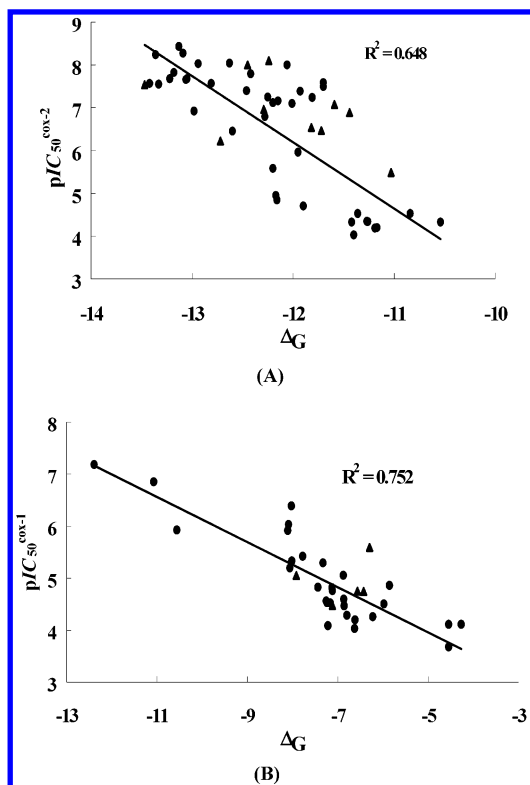 9
8
7
6
5
4
3
pIC50cox-2
R2 = 0.648
-14 -13 -12 -11 -10
ΔG
(A)
8
7
6
5
4
3
pIC50cox-1
R2 = 0.752
-13 -11 -9 -7 -5 -3
ΔG
(B)